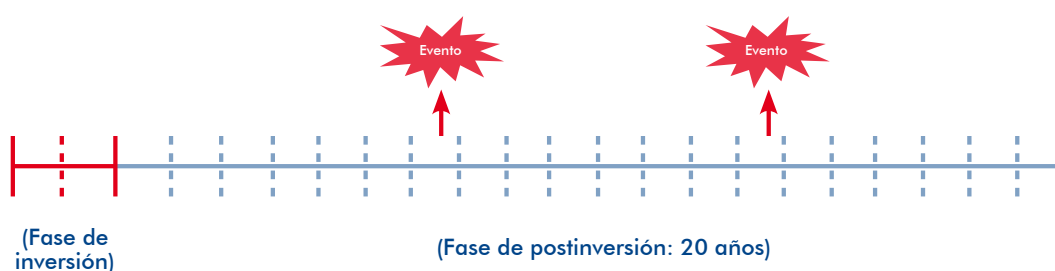 Evento
Evento
(Fase de
inversión)
(Fase de postinversión: 20 años)